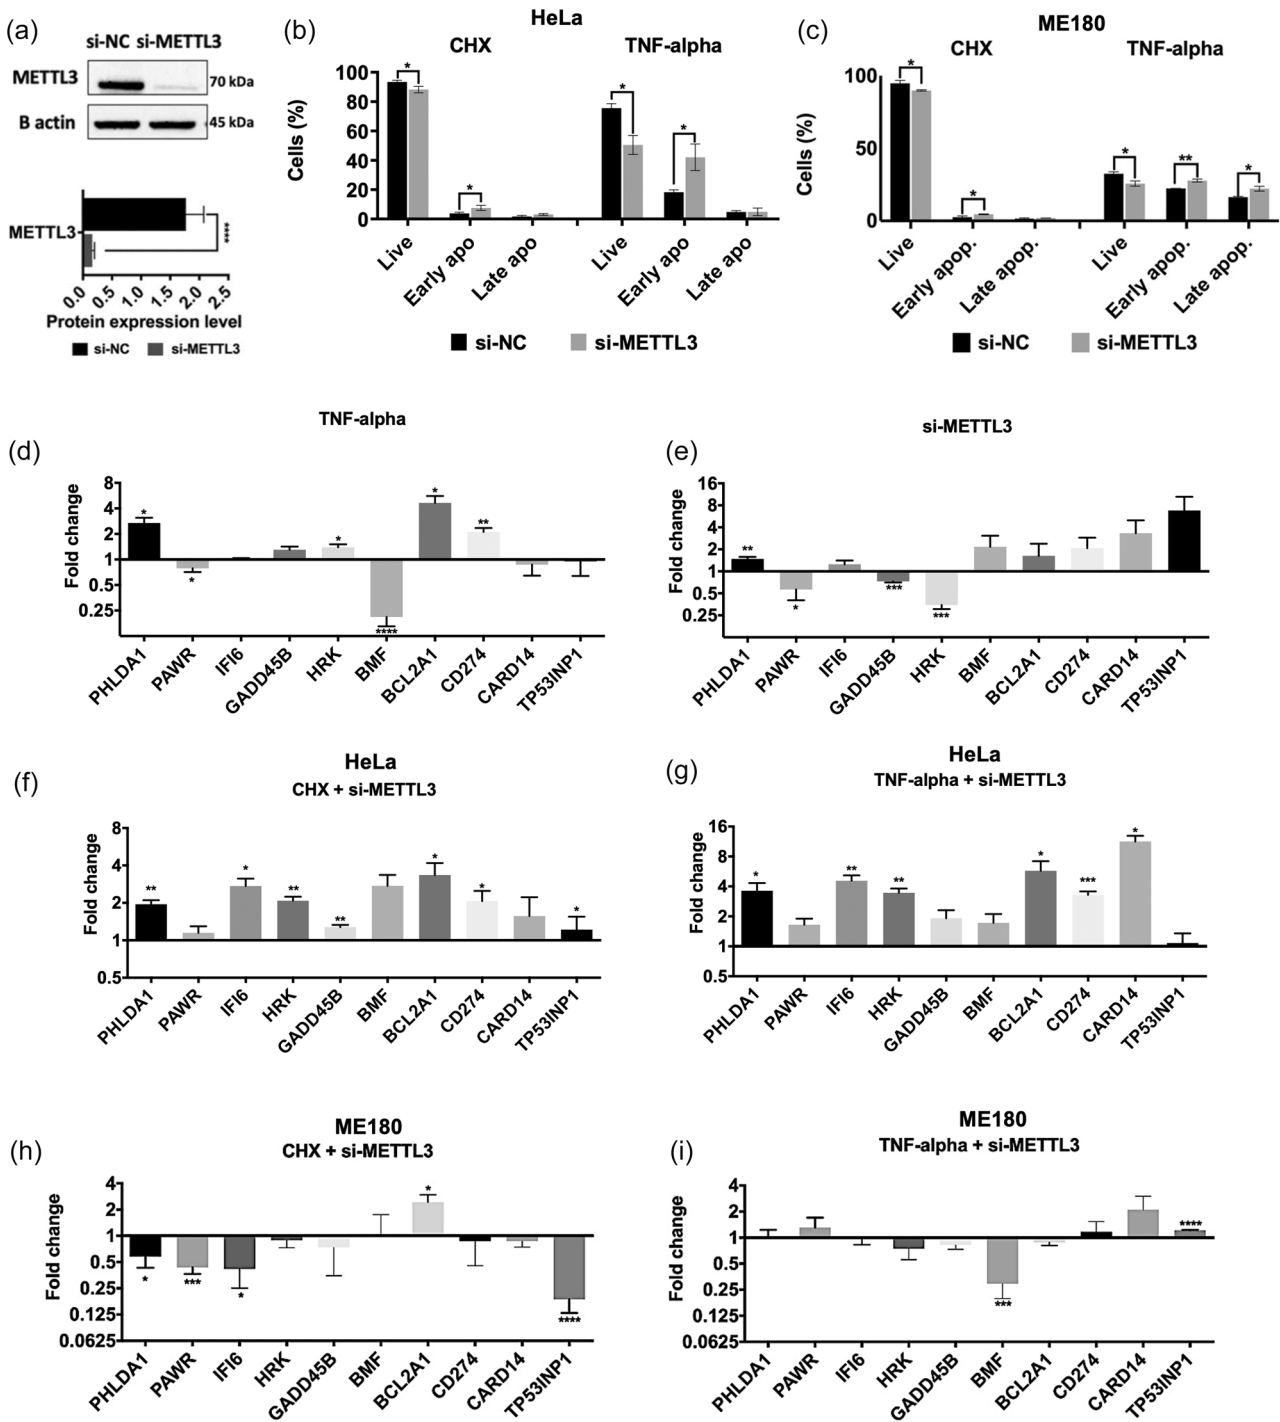 (a)
si-NC si-METTL3
METTL3
70 kDa
B actin
45 kDa
METTL3
****
0.0 0.5 1.0 1.5 2.0 2.5
Protein expression level
si-NC si-METTL3
(b)
HeLa
CHX TNF-alpha
Cells (%)
100
80
60
40
20
0
* * * *
Live Early apo Late apo Live Early apo Late apo
si-NC si-METTL3
(c)
ME180
CHX TNF-alpha
Cells (%)
100
50
0
* * * ** *
Live Early apop. Late apop. Live Early apop. Late apop.
si-NC si-METTL3
(d)
TNF-alpha
Fold change
8
4
2
1
0.5
0.25
* * * **** * **
PHLDA1 PAWR IFI6 GADD45B HRK BMF BCL2A1 CD274 CARD14 TP53INP1
(e)
si-METTL3
Fold change
16
8
4
2
1
0.5
0.25
** * *** ***
PHLDA1 PAWR IFI6 GADD45B HRK BMF BCL2A1 CD274 CARD14 TP53INP1
(f)
HeLa
CHX + si-METTL3
Fold change
8
4
2
1
0.5
** * ** ** * * *
PHLDA1 PAWR IFI6 HRK GADD45B BMF BCL2A1 CD274 CARD14 TP53INP1
(g)
HeLa
TNF-alpha + si-METTL3
Fold change
16
8
4
2
1
0.5
* ** ** * *** *
PHLDA1 PAWR IFI6 HRK GADD45B BMF BCL2A1 CD274 CARD14 TP53INP1
(h)
ME180
CHX + si-METTL3
Fold change
4
2
1
0.5
0.25
0.125
0.0625
* *** * * ****
PHLDA1 PAWR IFI6 HRK GADD45B BMF BCL2A1 CD274 CARD14 TP53INP1
(i)
ME180
TNF-alpha + si-METTL3
Fold change
4
2
1
0.5
0.25
0.125
0.0625
*** ****
PHLDA1 PAWR IFI6 HRK GADD45B BMF BCL2A1 CD274 CARD14 TP53INP1